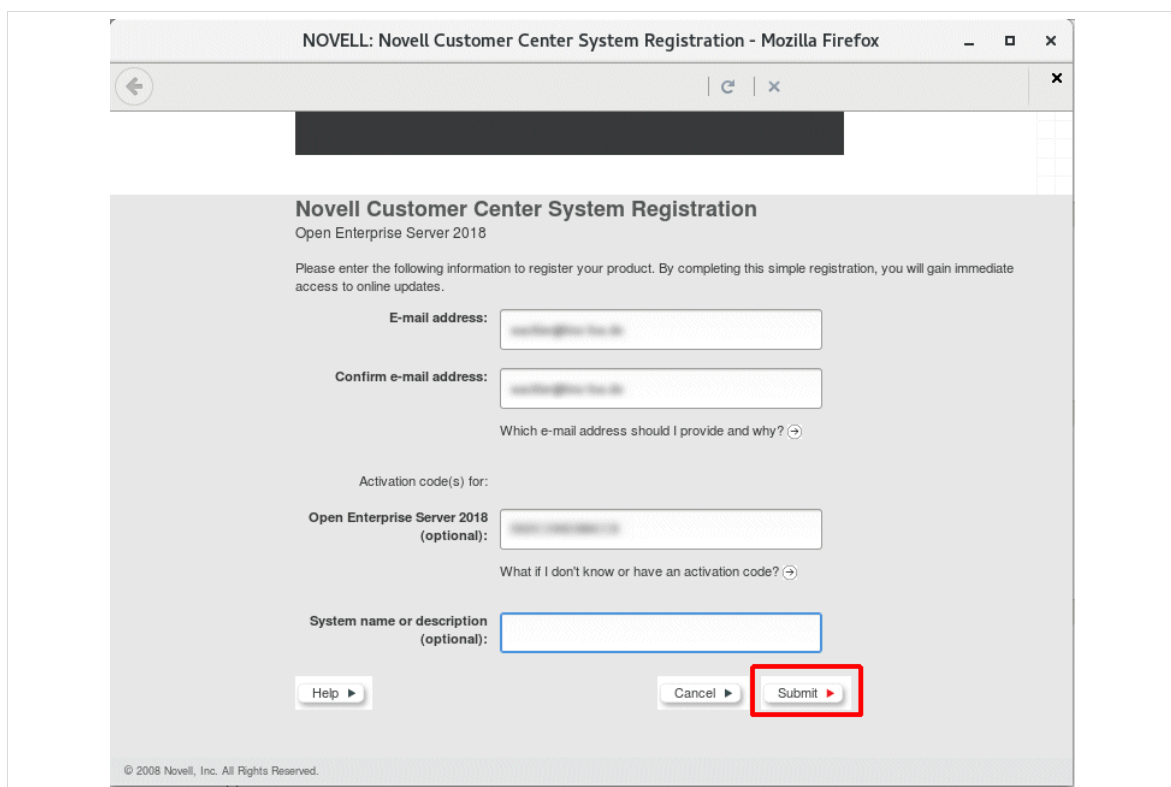 NOVELL: Novell Customer Center System Registration - Mozilla Firefox
Novell Customer Center System Registration
Open Enterprise Server 2018
Please enter the following information to register your product. By completing this simple registration, you will gain immediate
access to online updates.
E-mail address:
Confirm e-mail address:
Which e-mail address should I provide and why?
Activation code(s) for:
Open Enterprise Server 2018
(optional):
What if I don't know or have an activation code?
System name or description
(optional):
Help Cancel Submit
© 2008 Novell, Inc. All Rights Reserved.